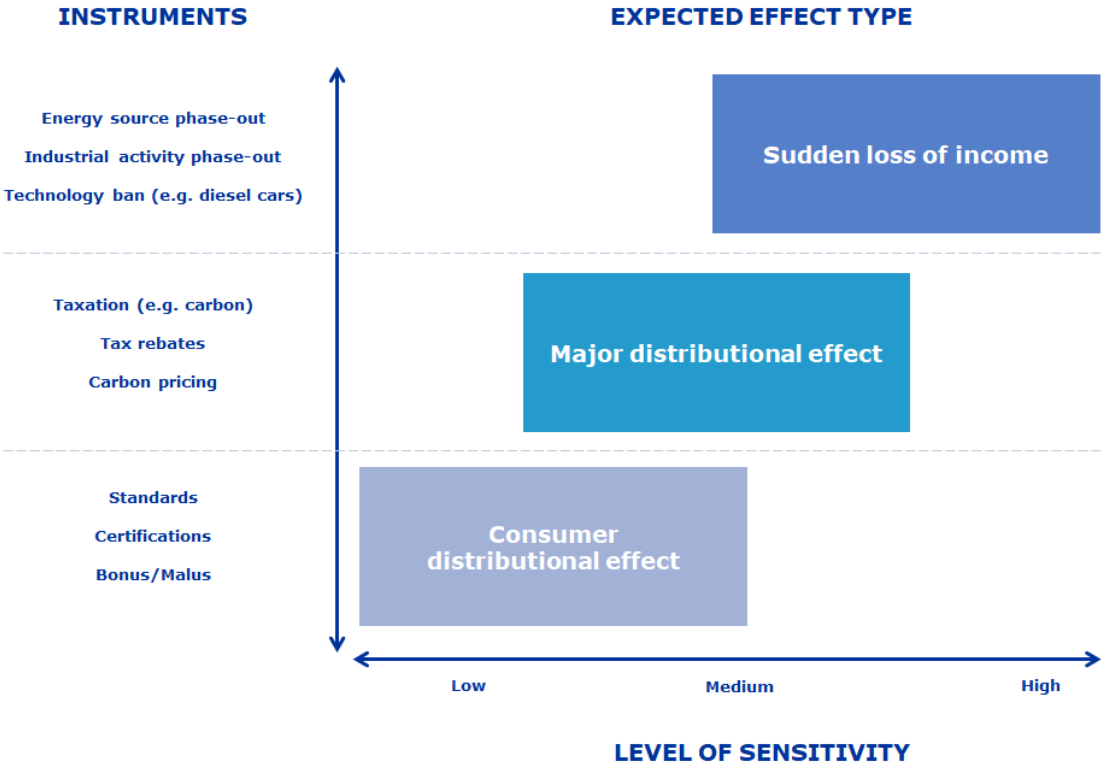 INSTRUMENTS
EXPECTED EFFECT TYPE
Energy source phase-out
Industrial activity phase-out
Technology ban (e.g. diesel cars)
Sudden loss of income
Taxation (e.g. carbon)
Tax rebates
Carbon pricing
Major distributional effect
Standards
Certifications
Bonus/Malus
Consumer
distributional effect
Low
Medium
High
LEVEL OF SENSITIVITY